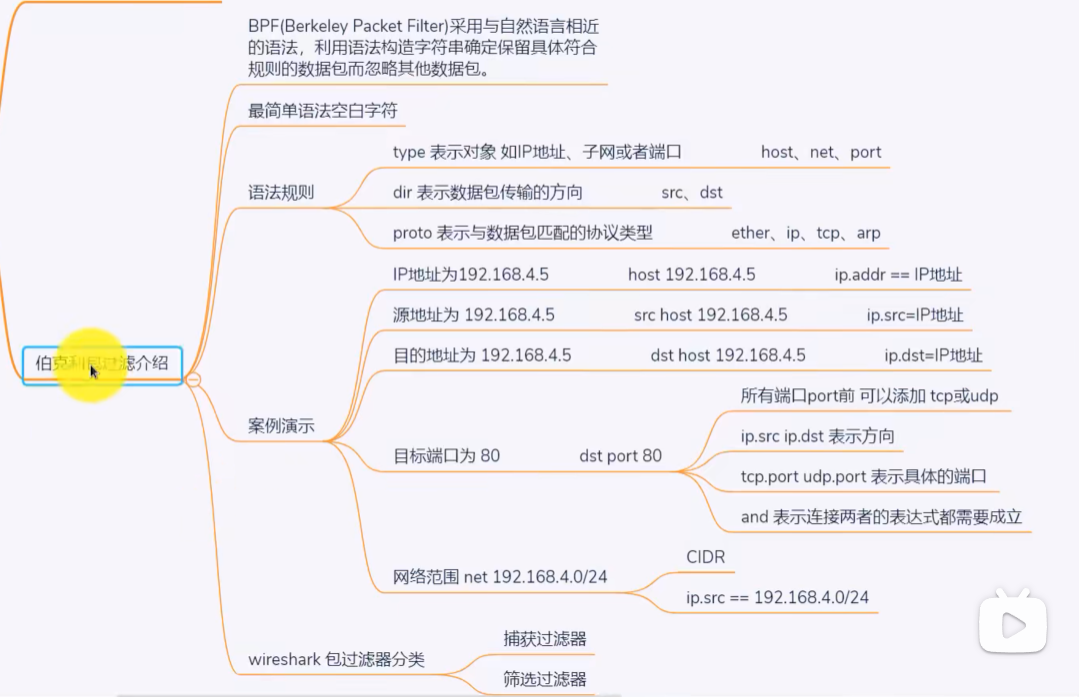 BPF(Berkeley Packet Filter)采用与自然语言相近
的语法，利用语法构造字符串确定保留具体符合
规则的数据包而忽略其他数据包。
最简单语法空白字符
语法规则
type 表示对象 如IP地址、子网或者端口 host、net、port
dir 表示数据包传输的方向 src、dst
proto 表示与数据包匹配的协议类型 ether、ip、tcp、arp
伯克利包过滤介绍
案例演示
IP地址为192.168.4.5 host 192.168.4.5 ip.addr == IP地址
源地址为 192.168.4.5 src host 192.168.4.5 ip.src=IP地址
目的地址为 192.168.4.5 dst host 192.168.4.5 ip.dst=IP地址
目标端口为 80 dst port 80
所有端口port前 可以添加 tcp或udp
ip.src ip.dst 表示方向
tcp.port udp.port 表示具体的端口
and 表示连接两者的表达式都需要成立
网络范围 net 192.168.4.0/24
CIDR
ip.src == 192.168.4.0/24
wireshark 包过滤器分类
捕获过滤器
筛选过滤器